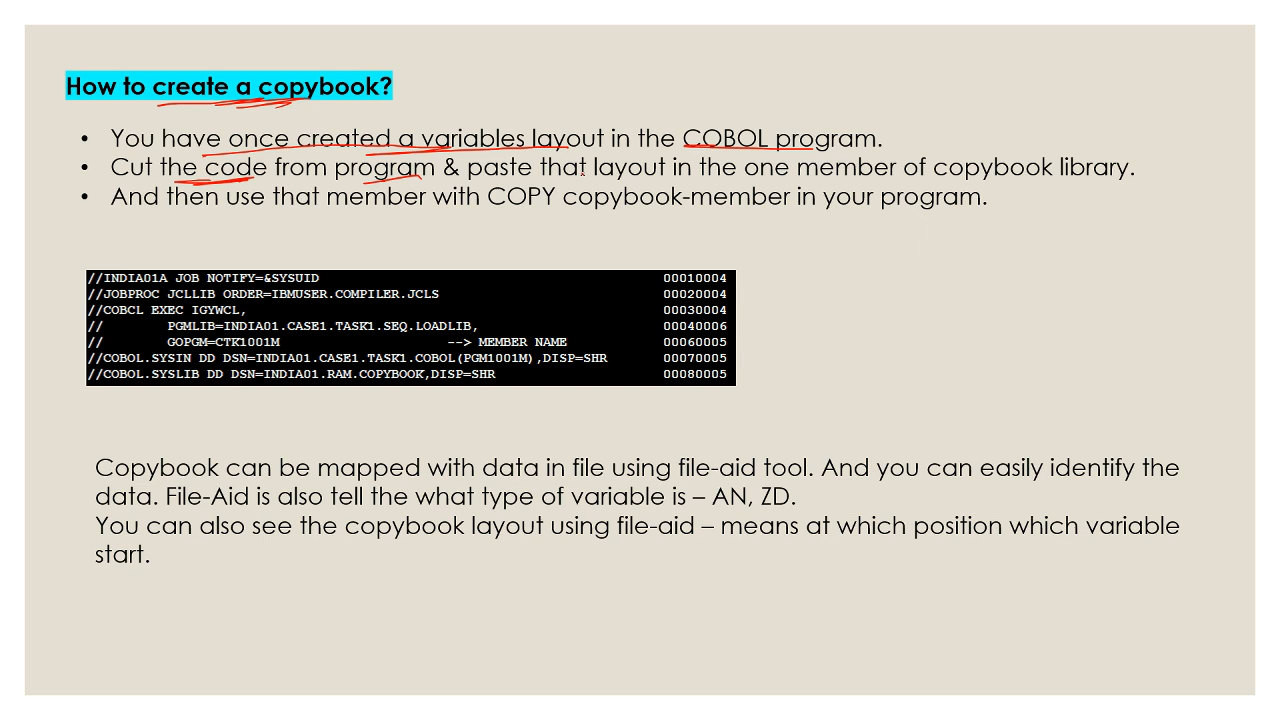 How to create a copybook?
• You have once created a variables layout in the COBOL program.
• Cut the code from program & paste that layout in the one member of copybook library.
• And then use that member with COPY copybook-member in your program.
//INDIA01A JOB NOTIFY=&SYSUID 00010004
//JOBPROC JCLLIB ORDER=IBMUSER.COMPILER.JCLS 00020004
//COBCL EXEC IGYWCL, 00030004
// PGMLIB=INDIA01.CASE1.TASK1.SEQ.LOADLIB, 00040006
// GOPGM=CTK1001M --> MEMBER NAME 00060005
//COBOL.SYSIN DD DSN=INDIA01.CASE1.TASK1.COBOL(PGM1001M),DISP=SHR 00070005
//COBOL.SYSLIB DD DSN=INDIA01.RAM.COPYBOOK,DISP=SHR 00080005
Copybook can be mapped with data in file using file-aid tool. And you can easily identify the
data. File-Aid is also tell the what type of variable is – AN, ZD.
You can also see the copybook layout using file-aid – means at which position which variable
start.